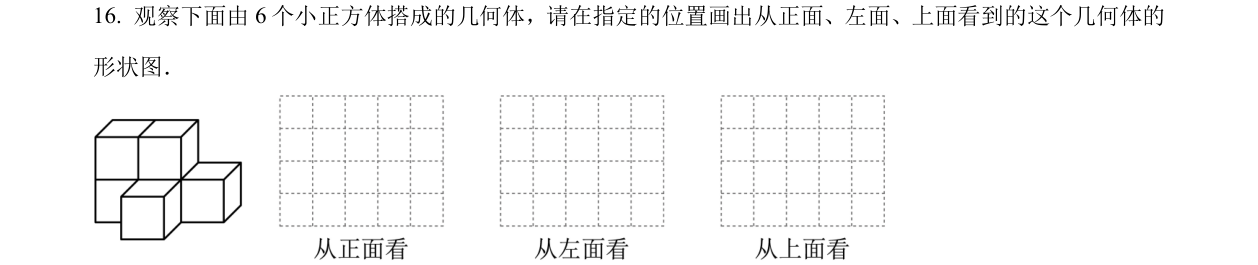 16. 观察下面由 6 个小正方体搭成的几何体，请在指定的位置画出从正面、左面、上面看到的这个几何体的
形状图．
从正面看 从左面看 从上面看